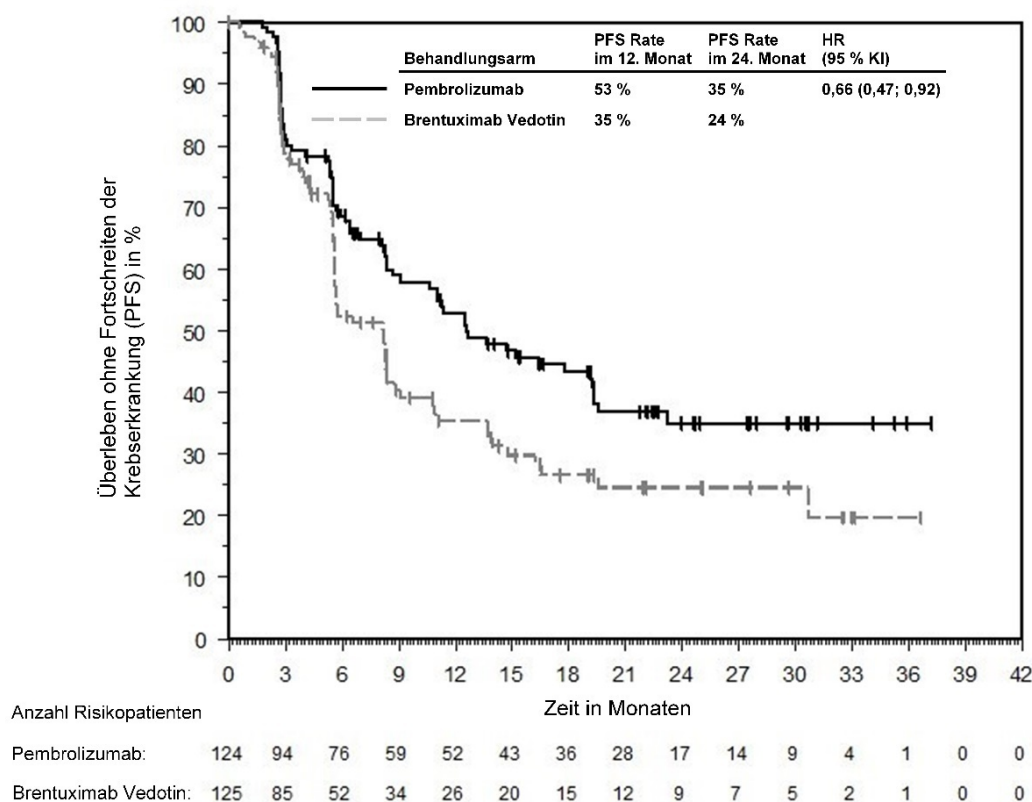 PFS Rate PFS Rate HR
Behandlungsarm im 12. Monat im 24. Monat (95 % KI)
Pembrolizumab 53 % 35 % 0,66 (0,47; 0,92)
Brentuximab Vedotin 35 % 24 %
Überleben ohne Fortschreiten der
Krebserkrankung (PFS) in %
100
90
80
70
60
50
40
30
20
10
0
0 3 6 9 12 15 18 21 24 27 30 33 36 39 42
Zeit in Monaten
Anzahl Risikopatienten
Pembrolizumab: 124 94 76 59 52 43 36 28 17 14 9 4 1 0 0
Brentuximab Vedotin: 125 85 52 34 26 20 15 12 9 7 5 2 1 0 0